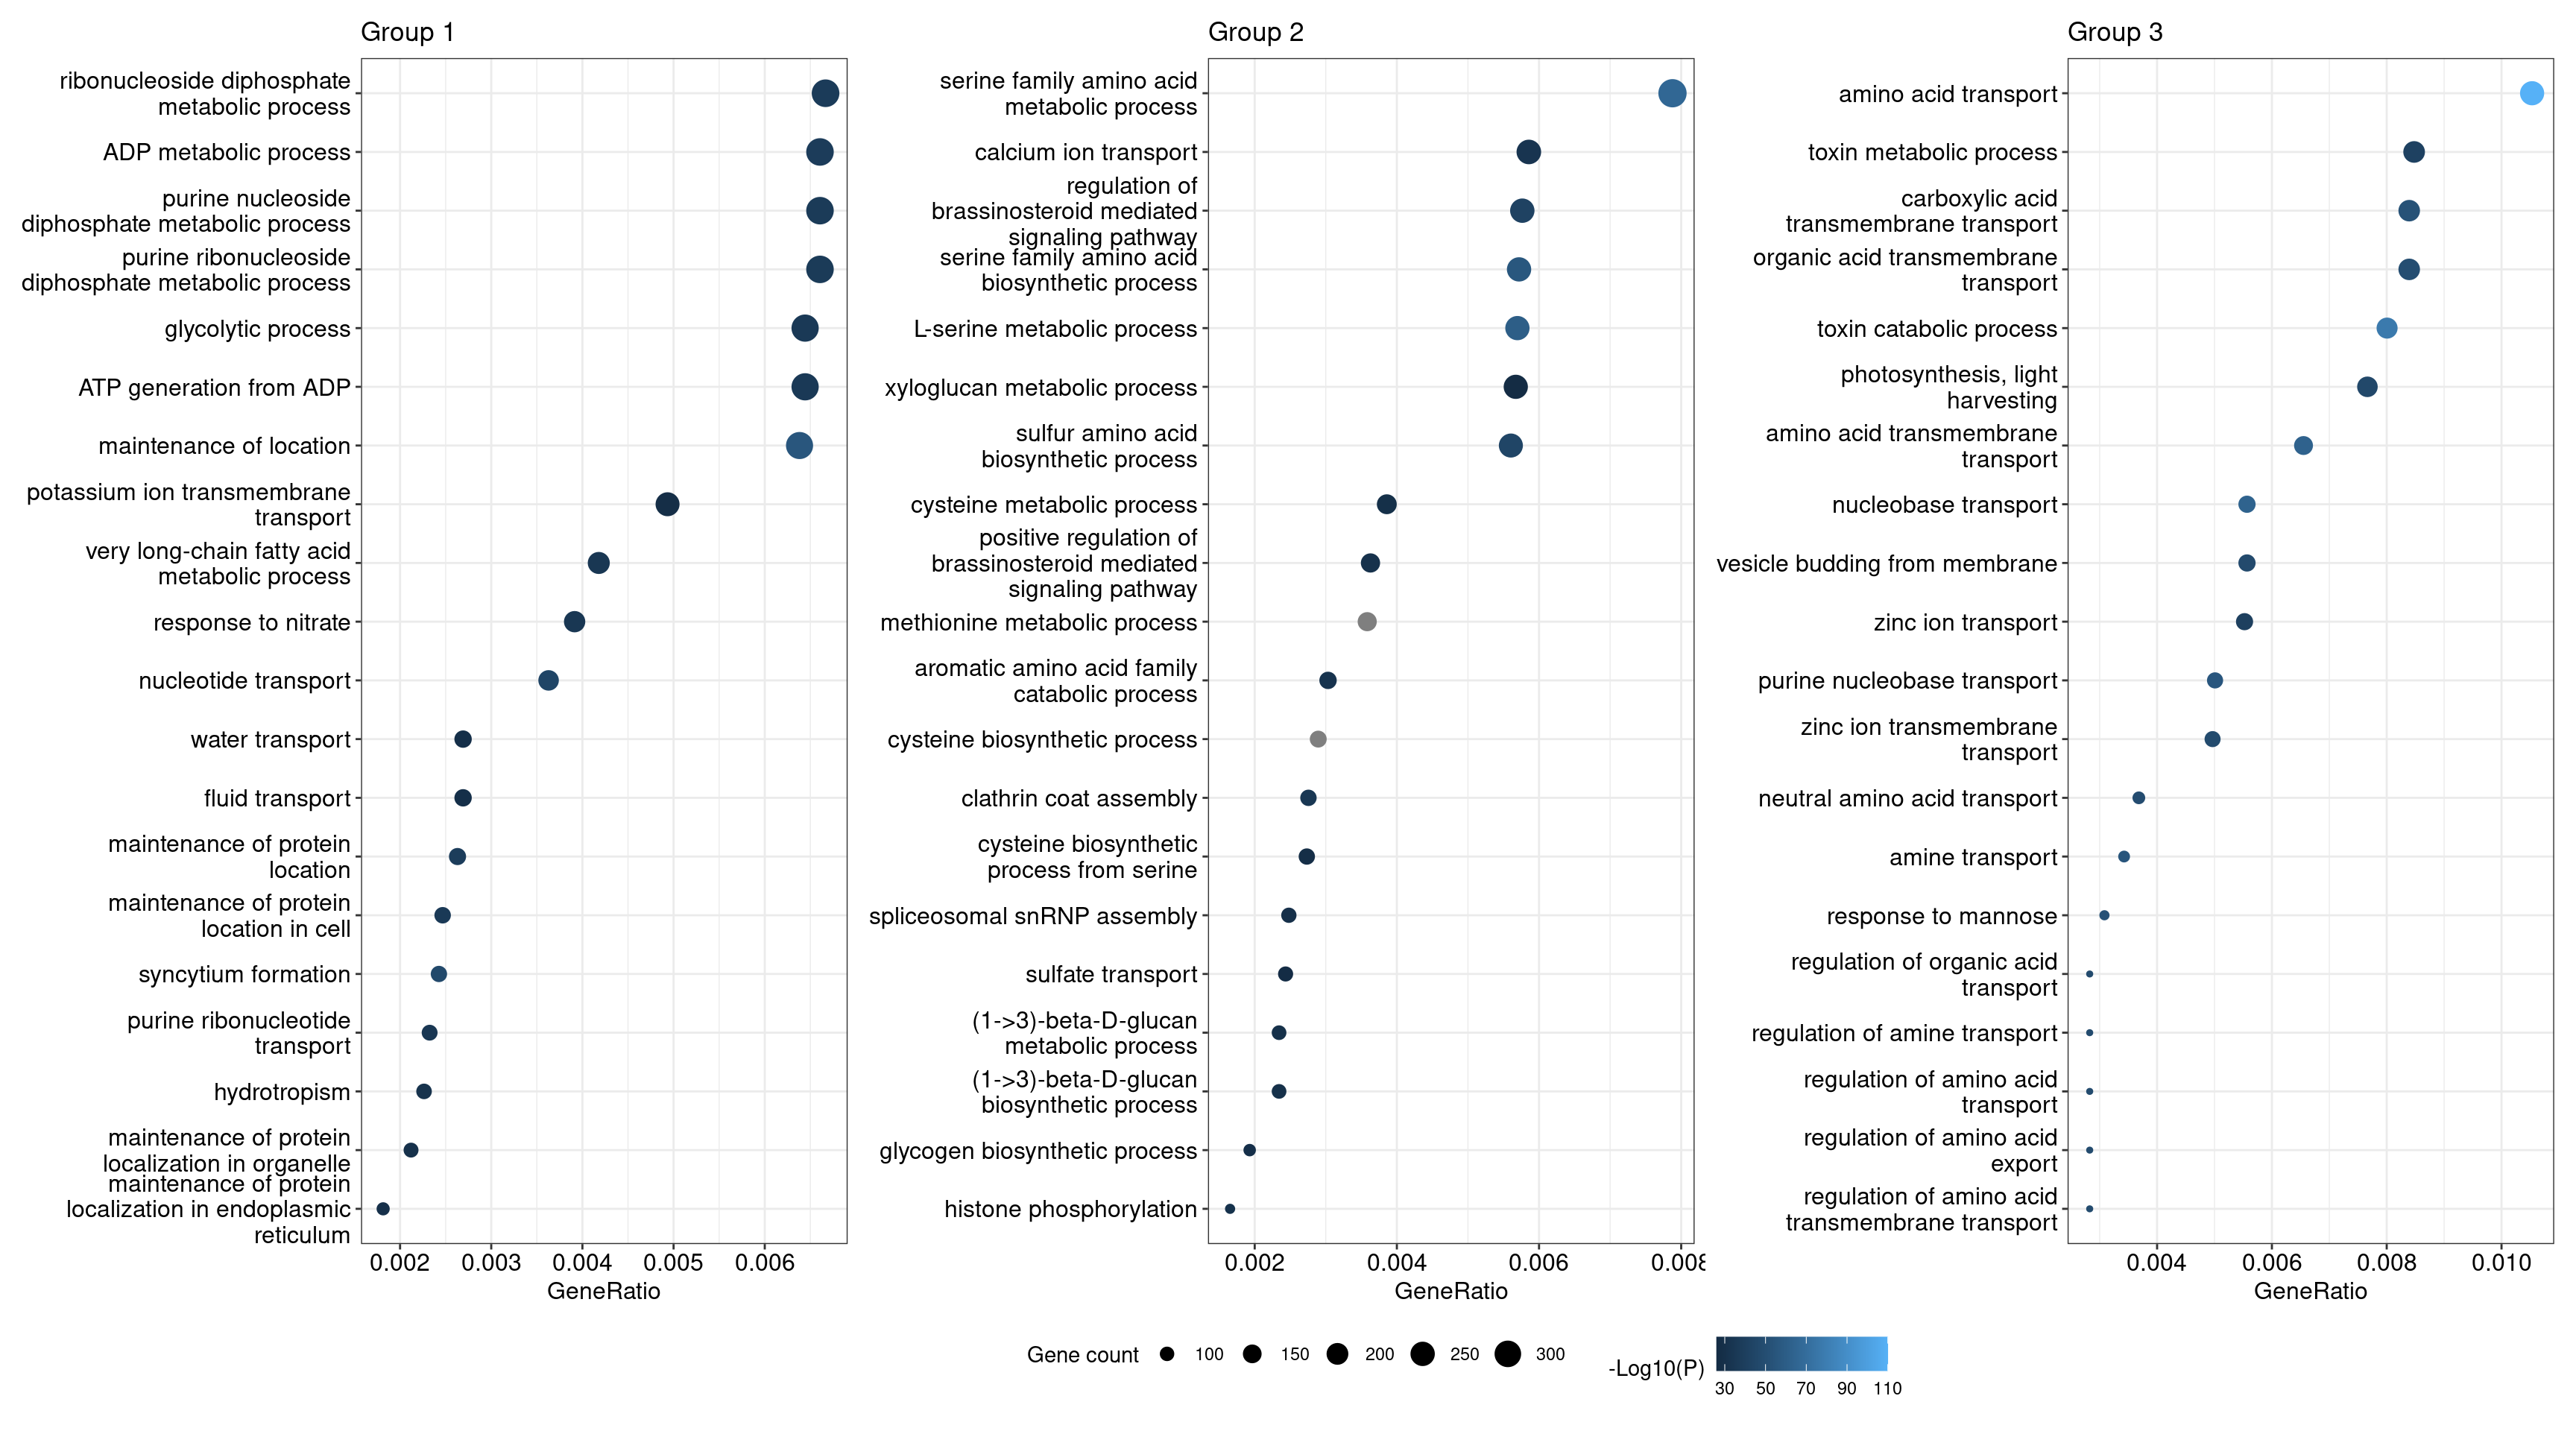 Group 1
ribonucleoside diphosphate
metabolic process
ADP metabolic process
purine nucleoside
diphosphate metabolic process
purine ribonucleoside
diphosphate metabolic process
glycolytic process
ATP generation from ADP
maintenance of location
potassium ion transmembrane
transport
very long-chain fatty acid
metabolic process
response to nitrate
nucleotide transport
water transport
fluid transport
maintenance of protein
location
maintenance of protein
location in cell
syncytium formation
purine ribonucleotide
transport
hydrotropism
maintenance of protein
localization in organelle
maintenance of protein
localization in endoplasmic
reticulum
0.002 0.003 0.004 0.005 0.006
GeneRatio
Group 2
serine family amino acid
metabolic process
calcium ion transport
regulation of
brassinosteroid mediated
signaling pathway
serine family amino acid
biosynthetic process
L-serine metabolic process
xyloglucan metabolic process
sulfur amino acid
biosynthetic process
cysteine metabolic process
positive regulation of
brassinosteroid mediated
signaling pathway
methionine metabolic process
aromatic amino acid family
catabolic process
cysteine biosynthetic process
clathrin coat assembly
cysteine biosynthetic
process from serine
spliceosomal snRNP assembly
sulfate transport
(1->3)-beta-D-glucan
metabolic process
(1->3)-beta-D-glucan
biosynthetic process
glycogen biosynthetic process
histone phosphorylation
0.002 0.004 0.006 0.008
GeneRatio
Group 3
amino acid transport
toxin metabolic process
carboxylic acid
transmembrane transport
organic acid transmembrane
transport
toxin catabolic process
photosynthesis, light
harvesting
amino acid transmembrane
transport
nucleobase transport
vesicle budding from membrane
zinc ion transport
purine nucleobase transport
zinc ion transmembrane
transport
neutral amino acid transport
amine transport
response to mannose
regulation of organic acid
transport
regulation of amine transport
regulation of amino acid
transport
regulation of amino acid
export
regulation of amino acid
transmembrane transport
0.004 0.006 0.008 0.010
GeneRatio
Gene count 100 150 200 250 300
-Log10(P)
30 50 70 90 110